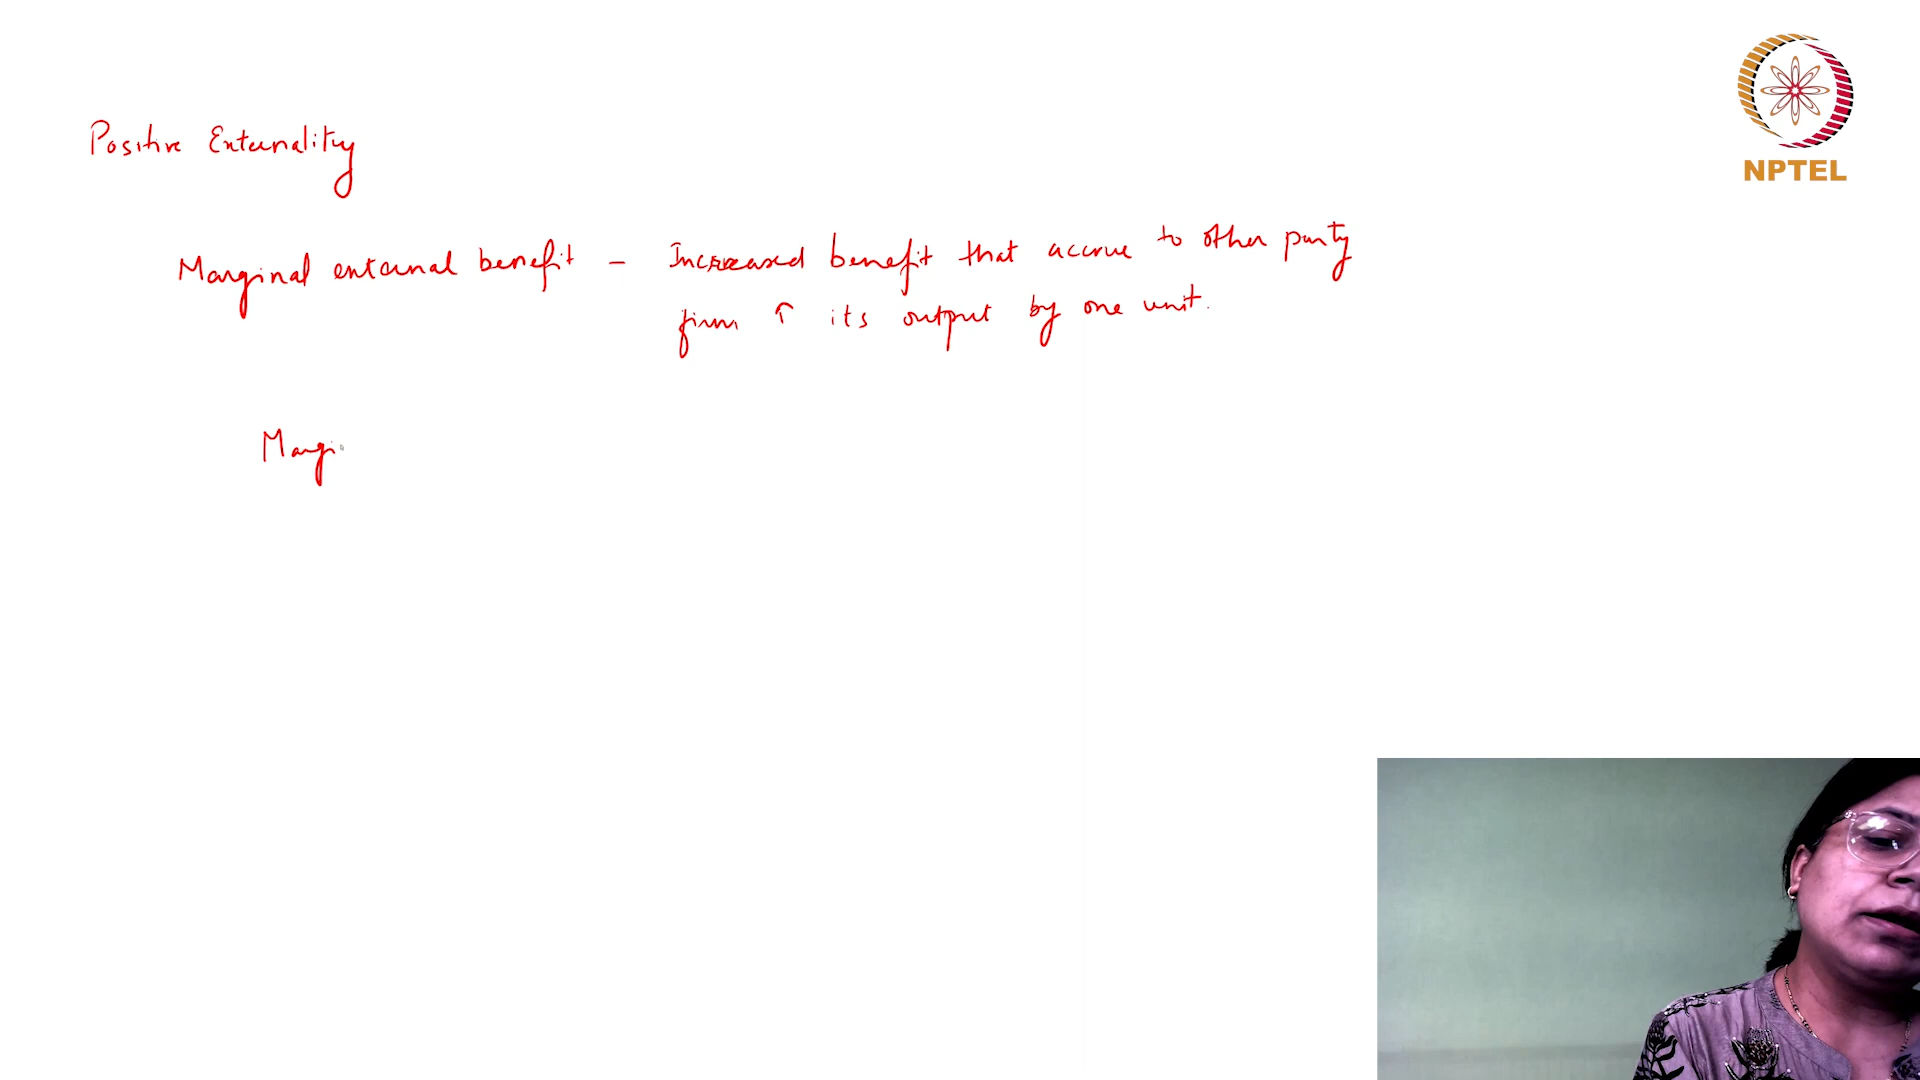 Positive Externality
Marginal external benefit - Increased benefit that accrue to other party
firm ↑ its output by one unit.
Margi
NPTEL